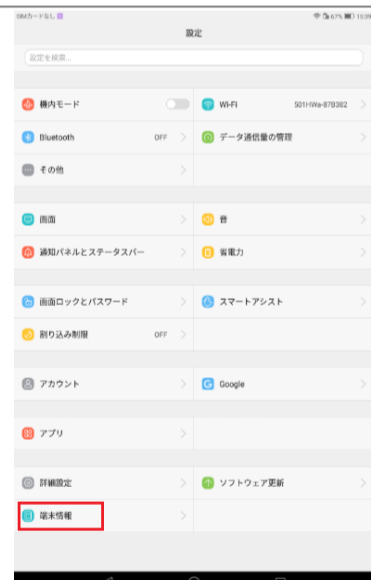 SIMカードなし 67% 15:39
設定
設定を検索...
機内モード
Wi-Fi S01HWa-87B382
Bluetooth OFF
データ通信量の管理
その他
画面
音
通知パネルとステータスバー
省電力
画面ロックとパスワード
スマートアシスト
割り込み制限 OFF
アカウント
Google
アプリ
詳細設定
ソフトウェア更新
端末情報